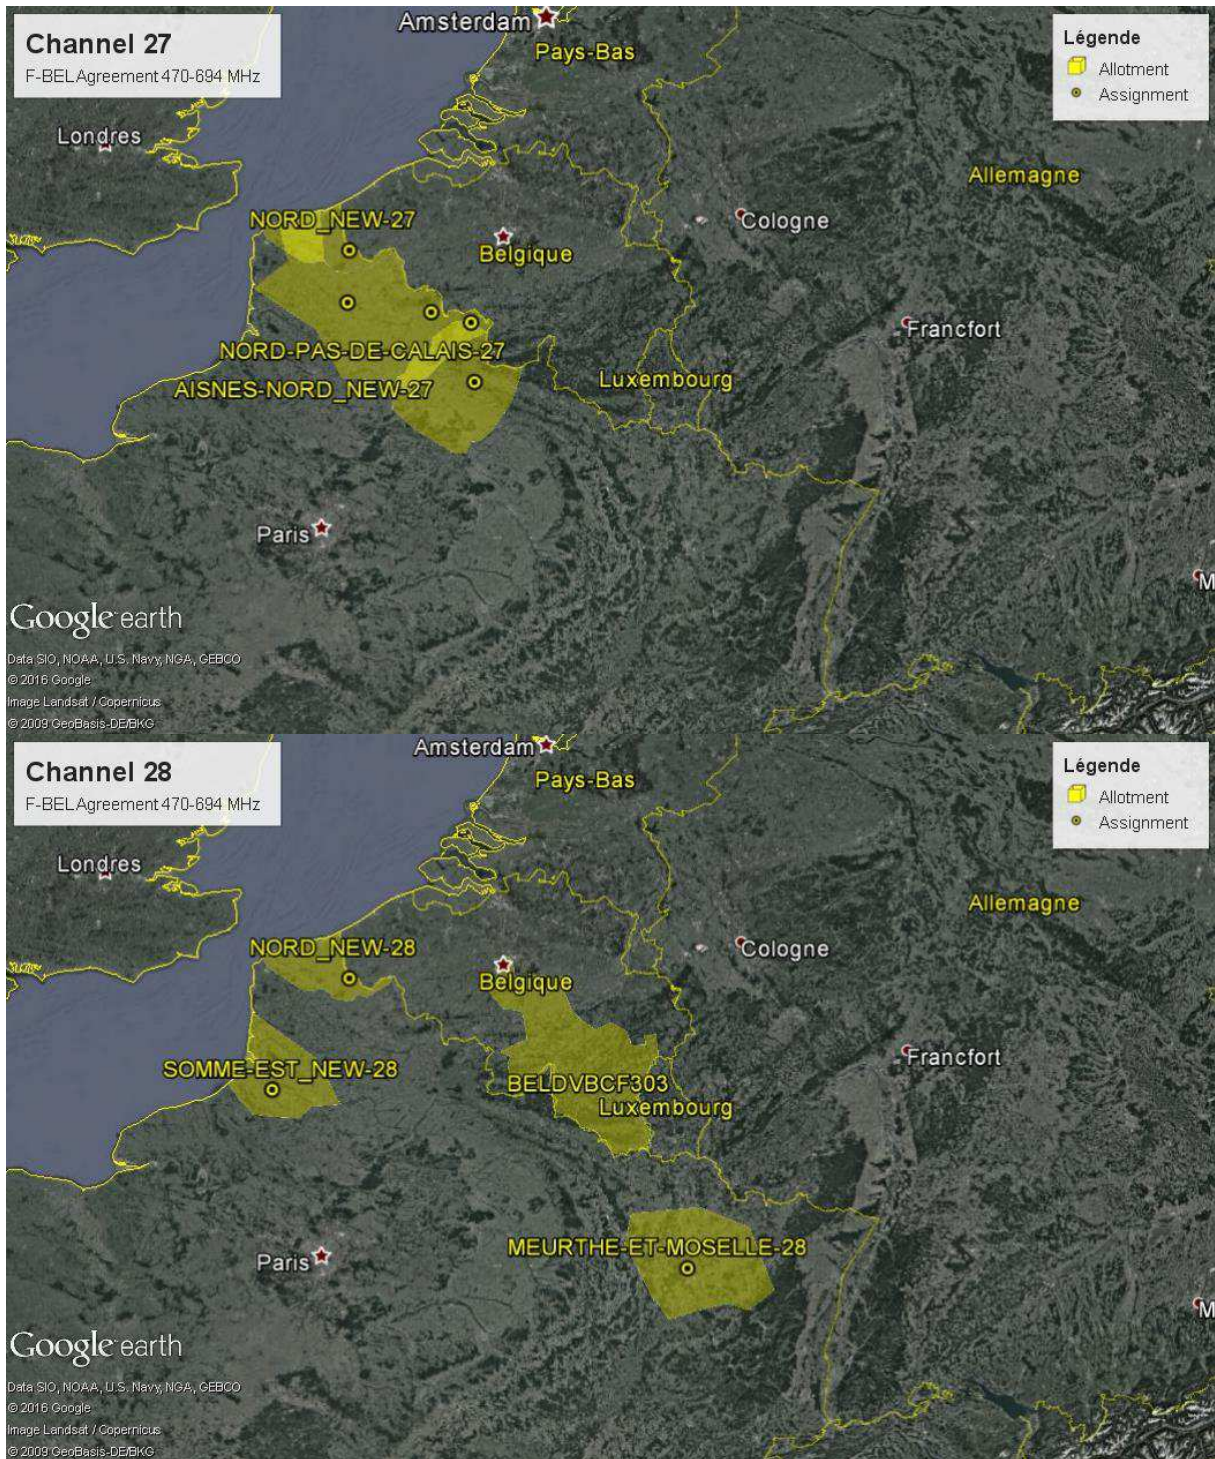 Channel 27
F-BEL Agreement 470-694 MHz
Légende
Allotment
Assignment
Amsterdam
Pays-Bas
Londres
Allemagne
NORD_NEW-27
Cologne
Belgique
Francfort
NORD-PAS-DE-CALAIS-27
Luxembourg
AISNES-NORD_NEW-27
Paris
M
Google earth
Data SIO, NOAA, U.S. Navy, NGA, GEBCO
© 2016 Google
Image Landsat / Copernicus
© 2009 GeoBasis-DE/BKG
Channel 28
F-BEL Agreement 470-694 MHz
Légende
Allotment
Assignment
Amsterdam
Pays-Bas
Londres
Allemagne
NORD_NEW-28
Cologne
Belgique
Francfort
SOMME-EST_NEW-28
BELDVBCF303
Luxembourg
MEURTHE-ET-MOSELLE-28
Paris
M
Google earth
Data SIO, NOAA, U.S. Navy, NGA, GEBCO
© 2016 Google
Image Landsat / Copernicus
© 2009 GeoBasis-DE/BKG